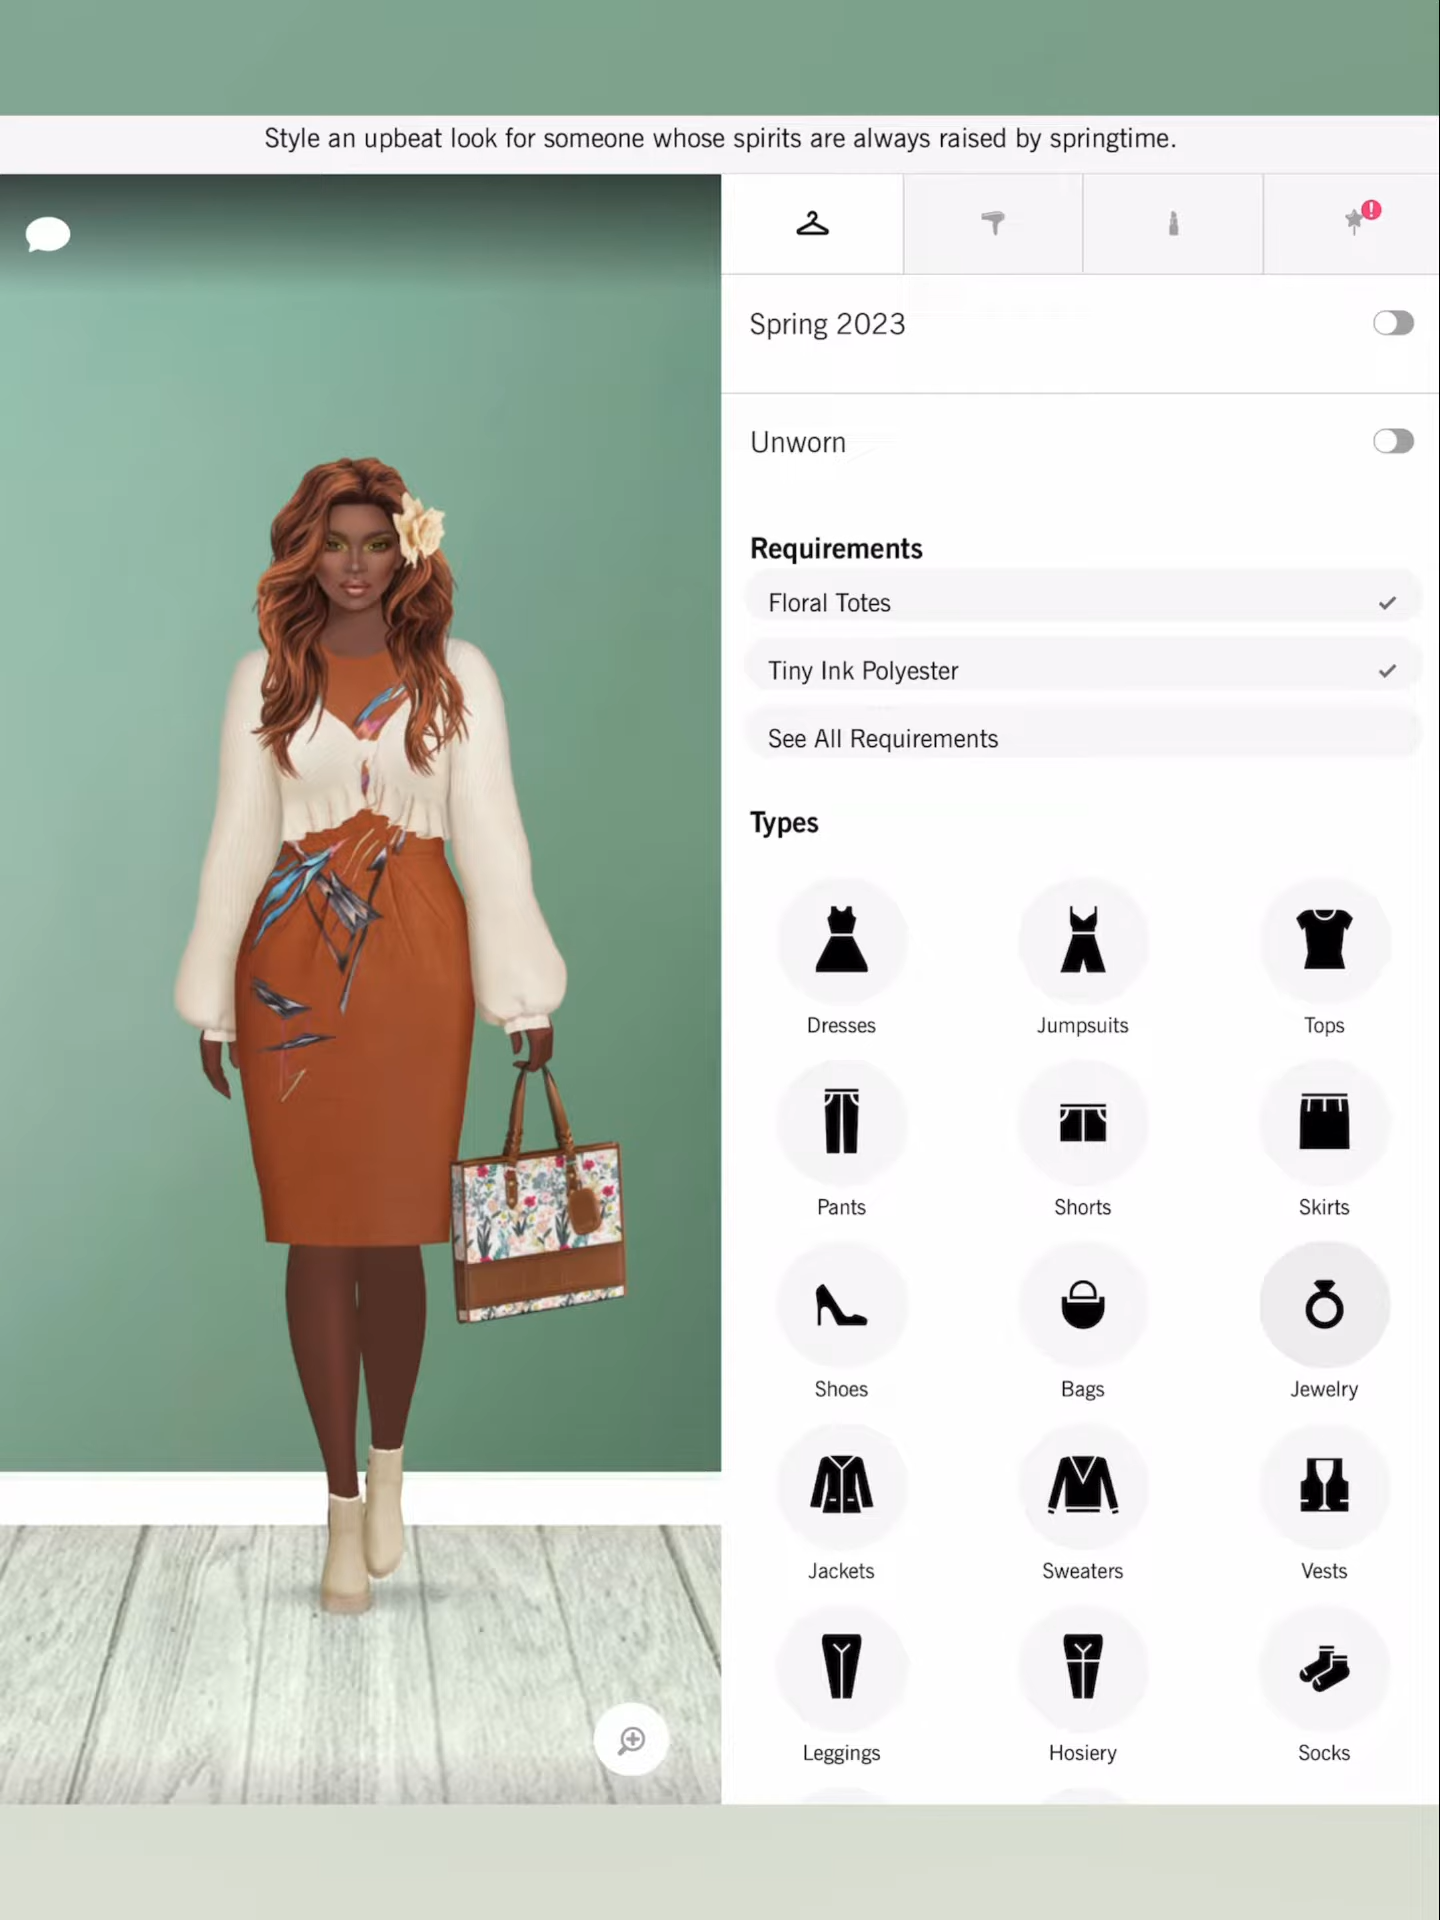 Style an upbeat look for someone whose spirits are always raised by springtime.
!
Spring 2023
Unworn
Requirements
Floral Totes
Tiny Ink Polyester
See All Requirements
Types
Dresses
Jumpsuits
Tops
Pants
Shorts
Skirts
Shoes
Bags
Jewelry
Jackets
Sweaters
Vests
Leggings
Hosiery
Socks